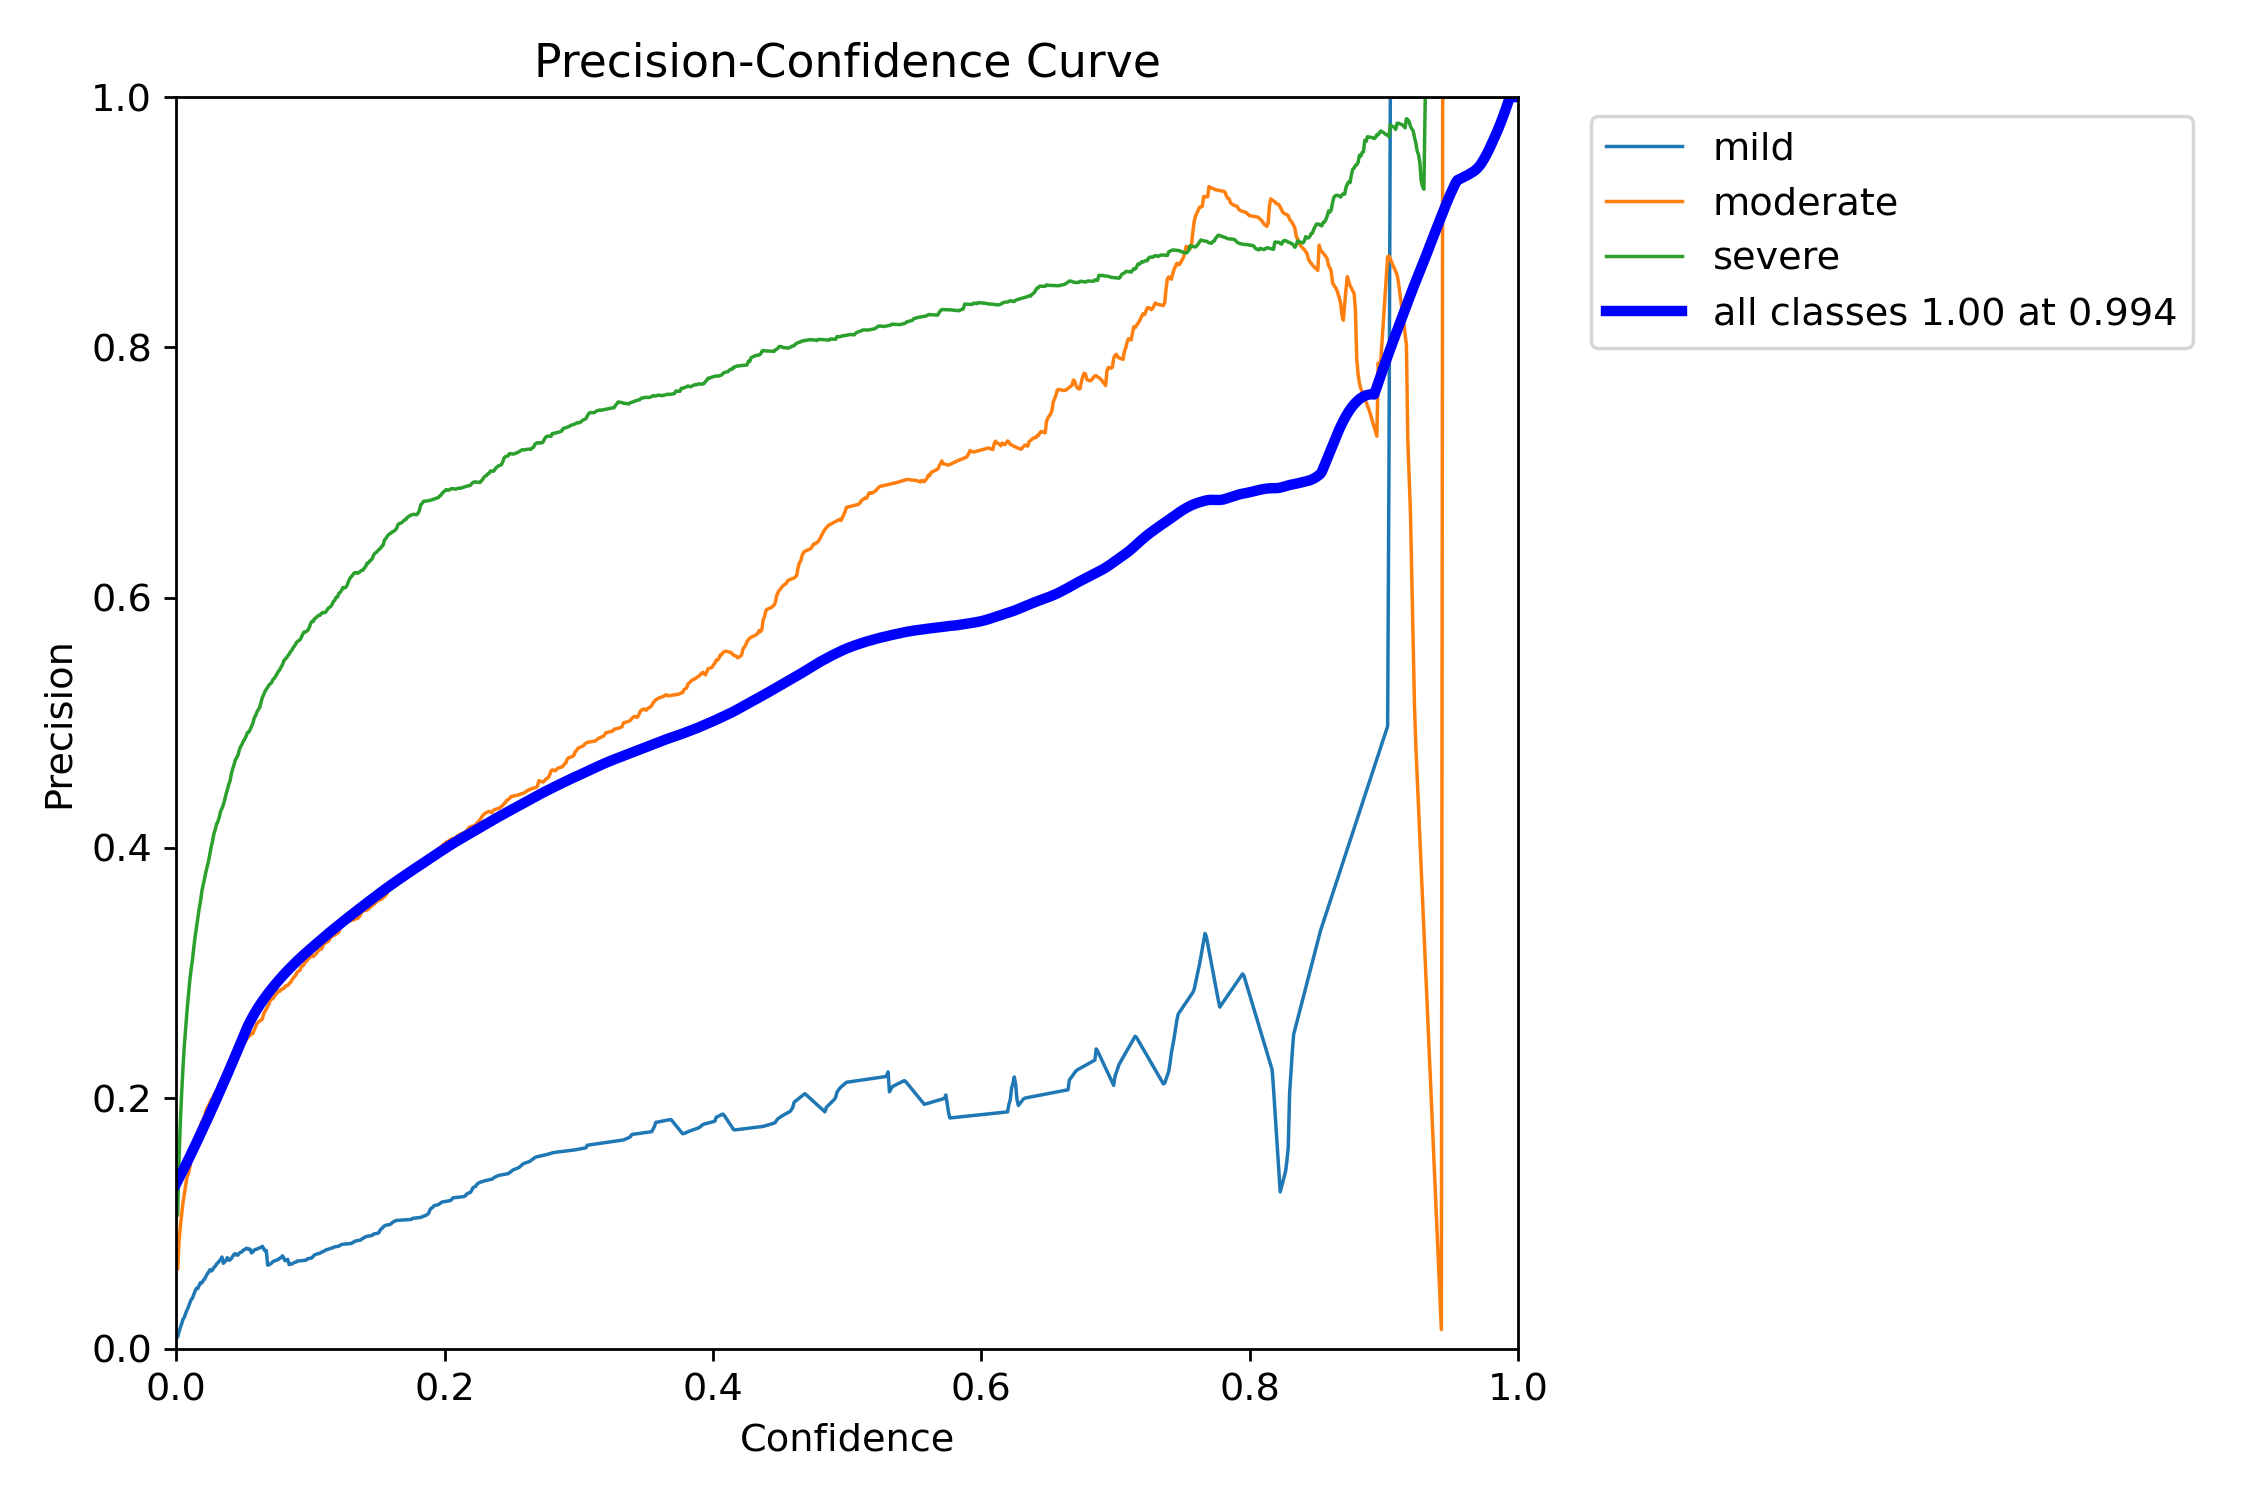 Precision-Confidence Curve
1.0
0.8
0.6
0.4
0.2
0.0
Precision
0.0 0.2 0.4 0.6 0.8 1.0
Confidence
mild
moderate
severe
all classes 1.00 at 0.994